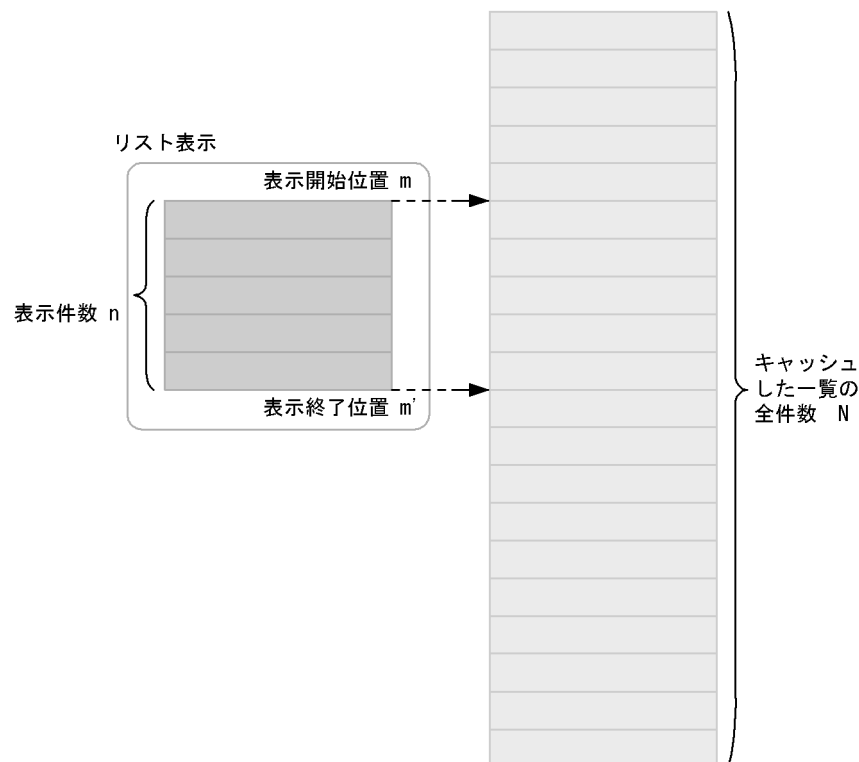 リスト表示
表示開始位置 m
表示件数 n
表示終了位置 m'
キャッシュ
した一覧の
全件数　N